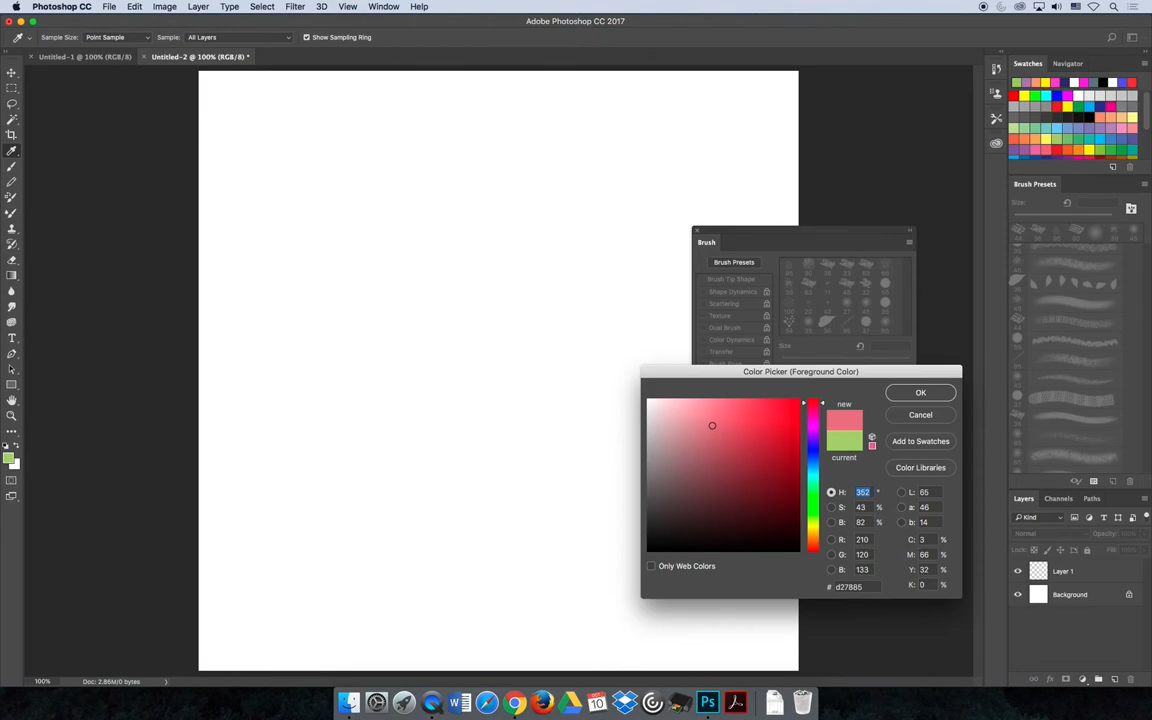 Photoshop CC File Edit Image Layer Type Select Filter 3D View Window Help
Adobe Photoshop CC 2017
Sample Size: Point Sample Sample: All Layers Show Sampling Ring
Untitled-1 @ 100% (RGB/8) Untitled-2 @ 100% (RGB/8) *
Swatches Navigator
Brush Presets
Size:
Brush
Brush Presets
Brush Tip Shape
Shape Dynamics
Scattering
Texture
Dual Brush
Color Dynamics
Transfer
Size
Color Picker (Foreground Color)
new
current
OK
Cancel
Add to Swatches
Color Libraries
H: 352 ° L: 65
S: 43 % a: 46
B: 82 % b: 14
R: 210 C: 3 %
G: 120 M: 66 %
B: 133 Y: 32 %
# d27885 K: 0 %
Only Web Colors
Layers Channels Paths
Kind
Normal Opacity:
Lock: Fill:
Layer 1
Background
100% Doc: 2.86M/0 bytes
10
Ps